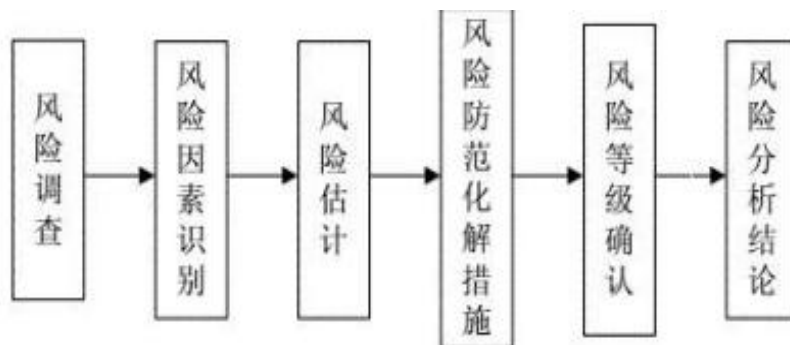 风险调查
风险因素识别
风险估计
风险防范化解措施
风险等级确认
风险分析结论